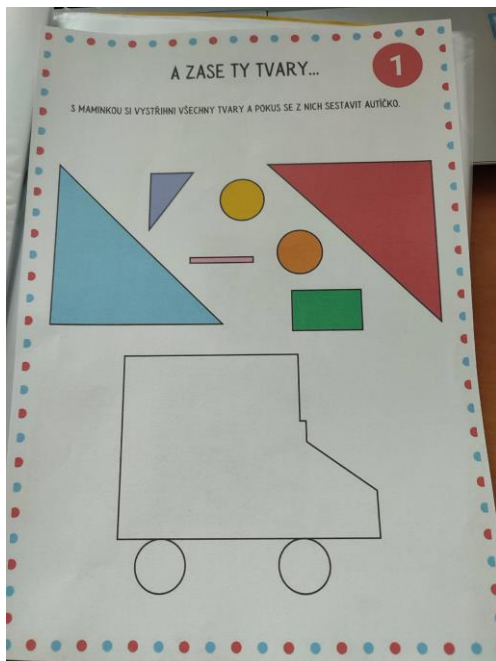 A ZASE TY TVARY...
1
S MAMINKOU SI VYSTŘIHNI VŠECHNY TVARY A POKUS SE Z NICH SESTAVIT AUTÍČKO.